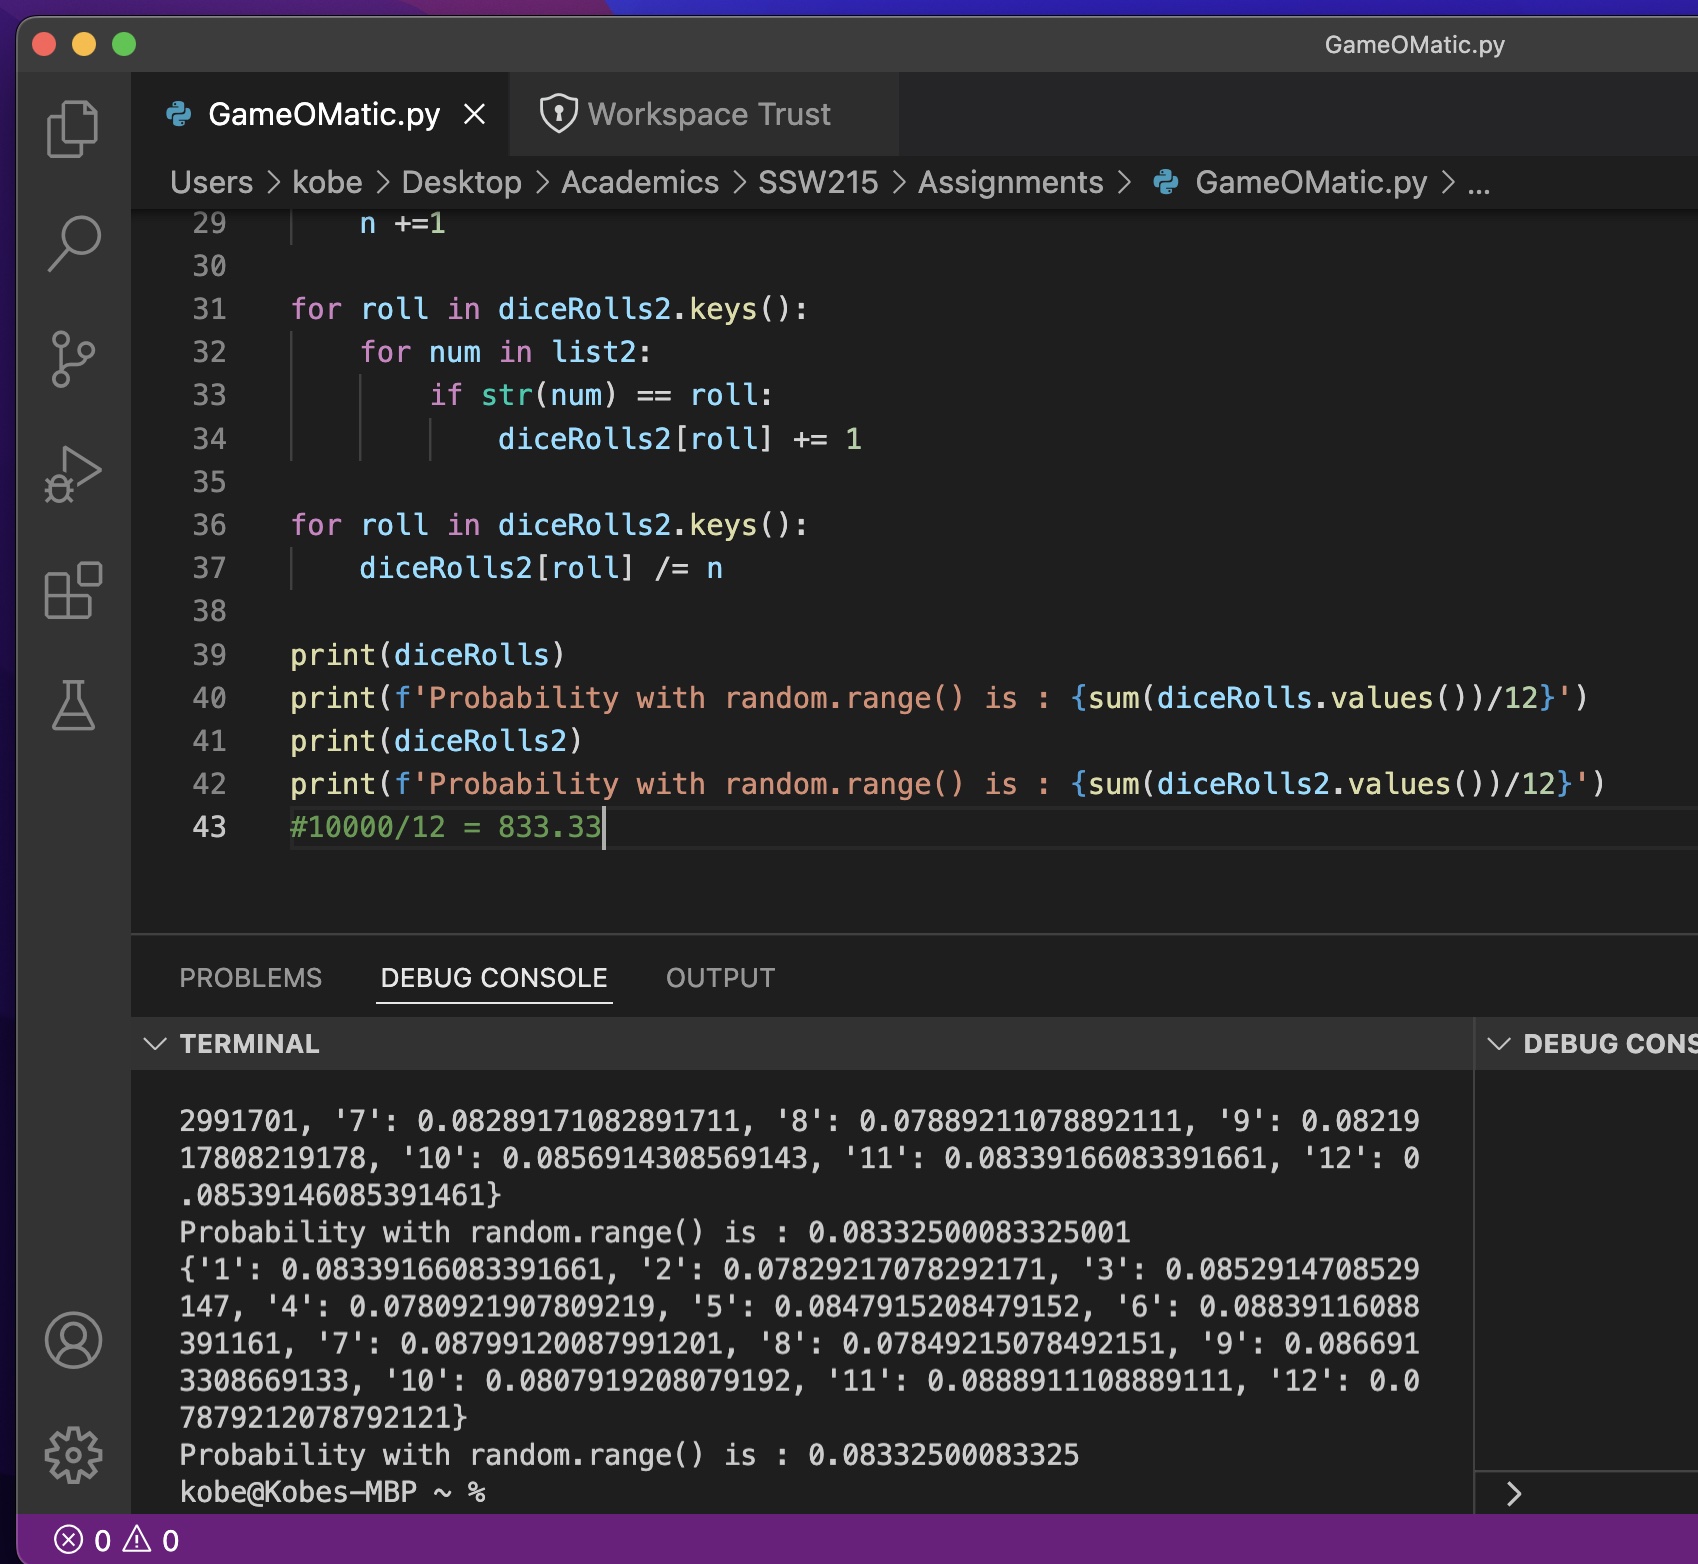 GameOMatic.py
GameOMatic.py
Workspace Trust
Users > kobe > Desktop > Academics > SSW215 > Assignments > GameOMatic.py > ...
29 n +=1
30
31 for roll in diceRolls2.keys():
32 for num in list2:
33 if str(num) == roll:
34 diceRolls2[roll] += 1
35
36 for roll in diceRolls2.keys():
37 diceRolls2[roll] /= n
38
39 print(diceRolls)
40 print(f'Probability with random.range() is : {sum(diceRolls.values())/12}')
41 print(diceRolls2)
42 print(f'Probability with random.range() is : {sum(diceRolls2.values())/12}')
43 #10000/12 = 833.33
PROBLEMS DEBUG CONSOLE OUTPUT
TERMINAL
DEBUG CONS
2991701, '7': 0.08289171082891711, '8': 0.07889211078892111, '9': 0.08219
17808219178, '10': 0.0856914308569143, '11': 0.08339166083391661, '12': 0
.08539146085391461}
Probability with random.range() is : 0.08332500083325001
{'1': 0.08339166083391661, '2': 0.07829217078292171, '3': 0.0852914708529
147, '4': 0.0780921907809219, '5': 0.0847915208479152, '6': 0.08839116088
391161, '7': 0.08799120087991201, '8': 0.07849215078492151, '9': 0.086691
3308669133, '10': 0.0807919208079192, '11': 0.0888911108889111, '12': 0.0
7879212078792121}
Probability with random.range() is : 0.08332500083325
kobe@Kobes-MBP ~ %
0 0